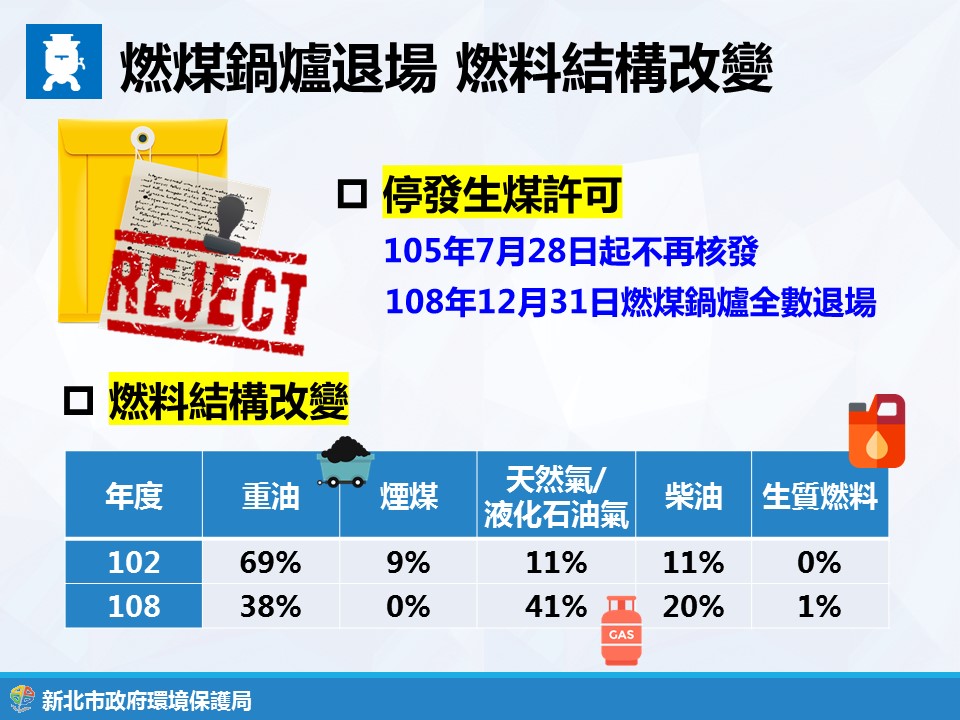 燃煤鍋爐退場 燃料結構改變
停發生煤許可
105年7月28日起不再核發
108年12月31日燃煤鍋爐全數退場
REJECT
燃料結構改變
年度 重油 煙煤 天然氣/ 液化石油氣 柴油 生質燃料
102 69% 9% 11% 11% 0%
108 38% 0% 41% 20% 1%
GAS
新北市政府環境保護局